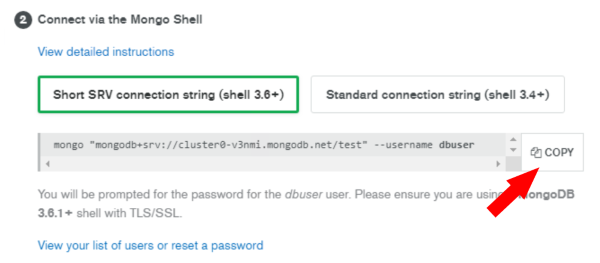 2 Connect via the Mongo Shell
View detailed instructions
Short SRV connection string (shell 3.6+)
Standard connection string (shell 3.4+)
mongo "mongodb+srv://cluster0-v3nmi.mongodb.net/test" --username dbuser
COPY
You will be prompted for the password for the dbuser user. Please ensure you are using MongoDB
3.6.1+ shell with TLS/SSL.
View your list of users or reset a password